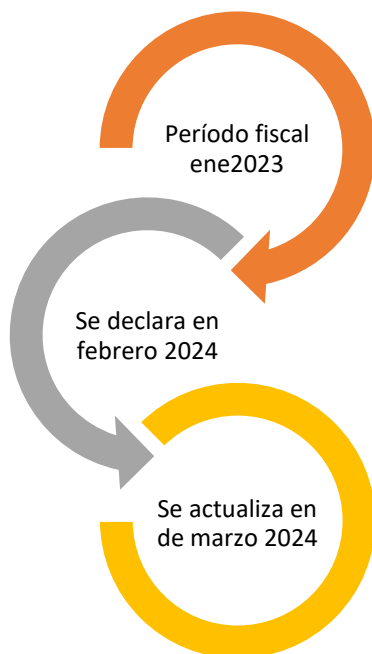 Período fiscal
ene2023
Se declara en
febrero 2024
Se actualiza en
de marzo 2024